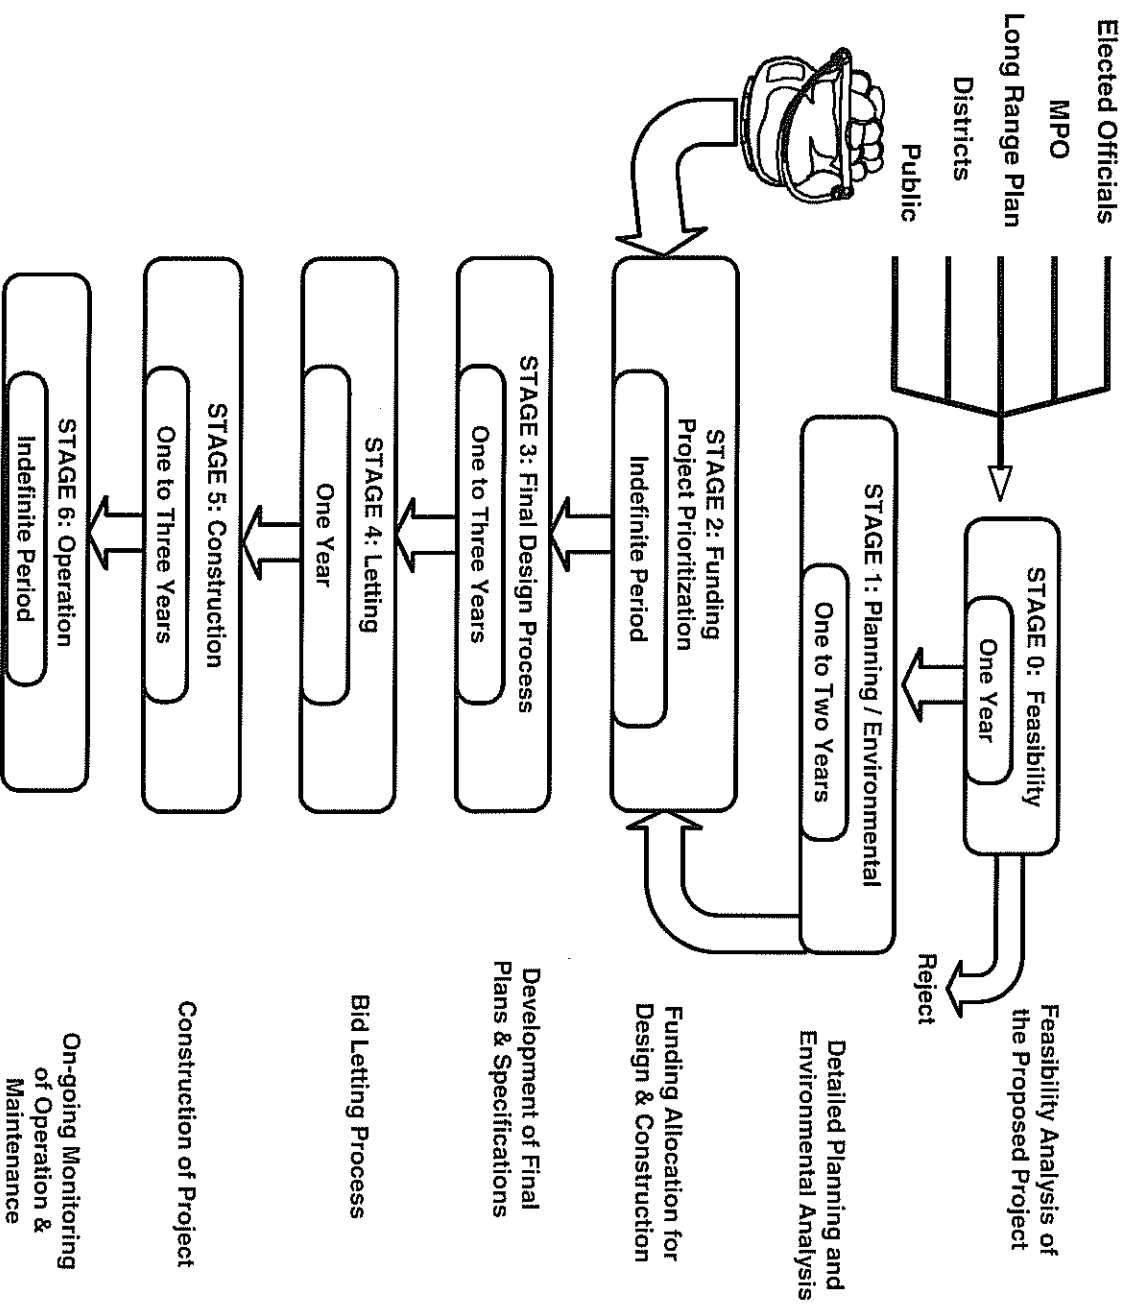 Elected Officials
MPO
Long Range Plan
Districts
Public
STAGE 0: Feasibility
One Year
Feasibility Analysis of
the Proposed Project
Reject
STAGE 1: Planning / Environmental
One to Two Years
Detailed Planning and
Environmental Analysis
STAGE 2: Funding
Project Prioritization
Indefinite Period
Funding Allocation for
Design & Construction
STAGE 3: Final Design Process
One to Three Years
Development of Final
Plans & Specifications
STAGE 4: Letting
One Year
Bid Letting Process
STAGE 5: Construction
One to Three Years
Construction of Project
STAGE 6: Operation
Indefinite Period
On-going Monitoring
of Operation &
Maintenance